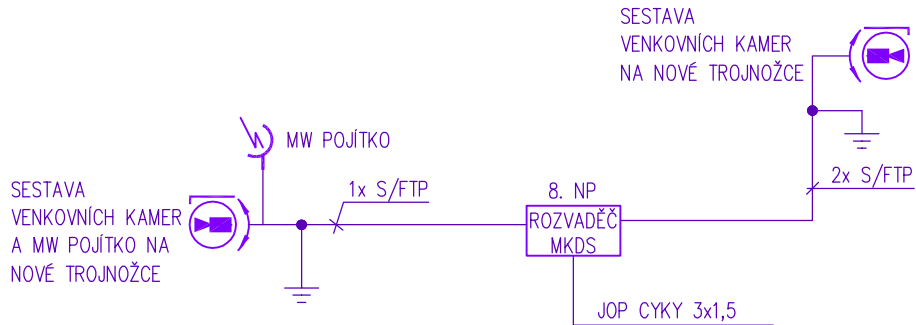 SESTAVA
VENKOVNÍCH KAMER
NA NOVÉ TROJNOŽCE
MW POJÍTKO
SESTAVA
VENKOVNÍCH KAMER
A MW POJÍTKO NA
NOVÉ TROJNOŽCE
1x S/FTP
8. NP
ROZVADĚČ
MKDS
2x S/FTP
JOP CYKY 3x1,5